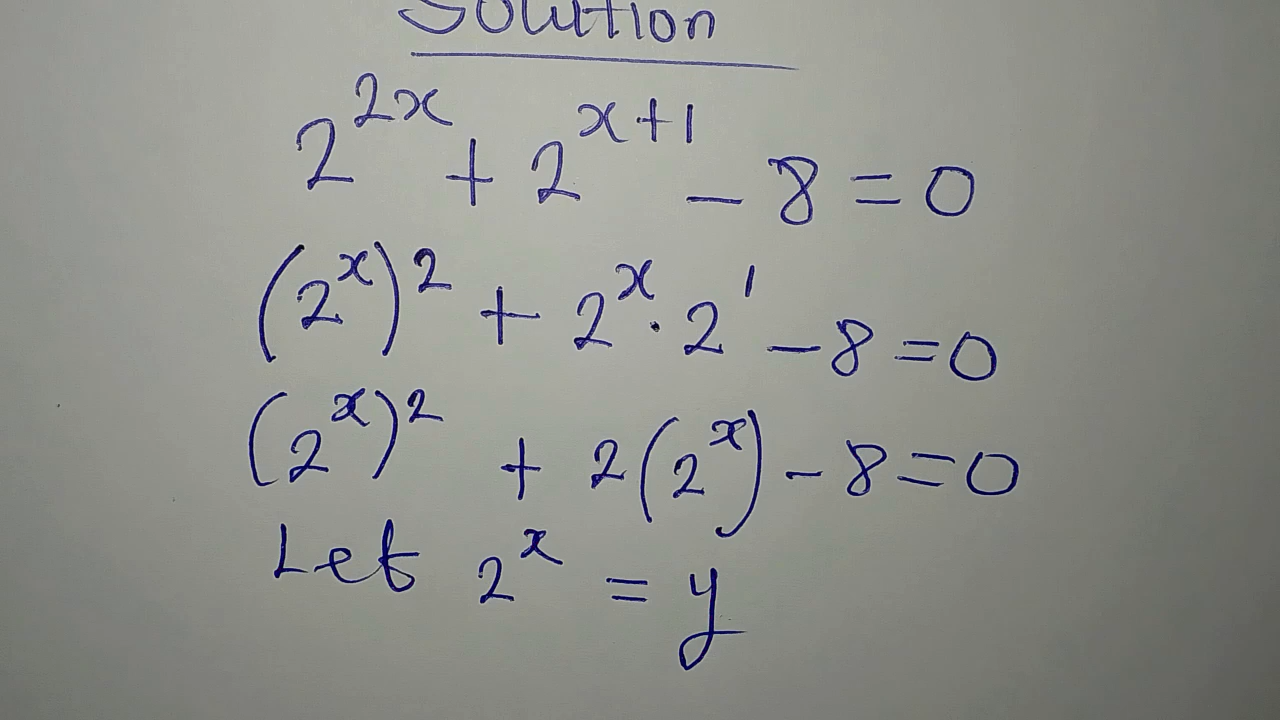 Solution
2^{2x} + 2^{x+1} - 8 = 0
(2^x)^2 + 2^x \cdot 2^1 - 8 = 0
(2^x)^2 + 2(2^x) - 8 = 0
Let 2^x = y